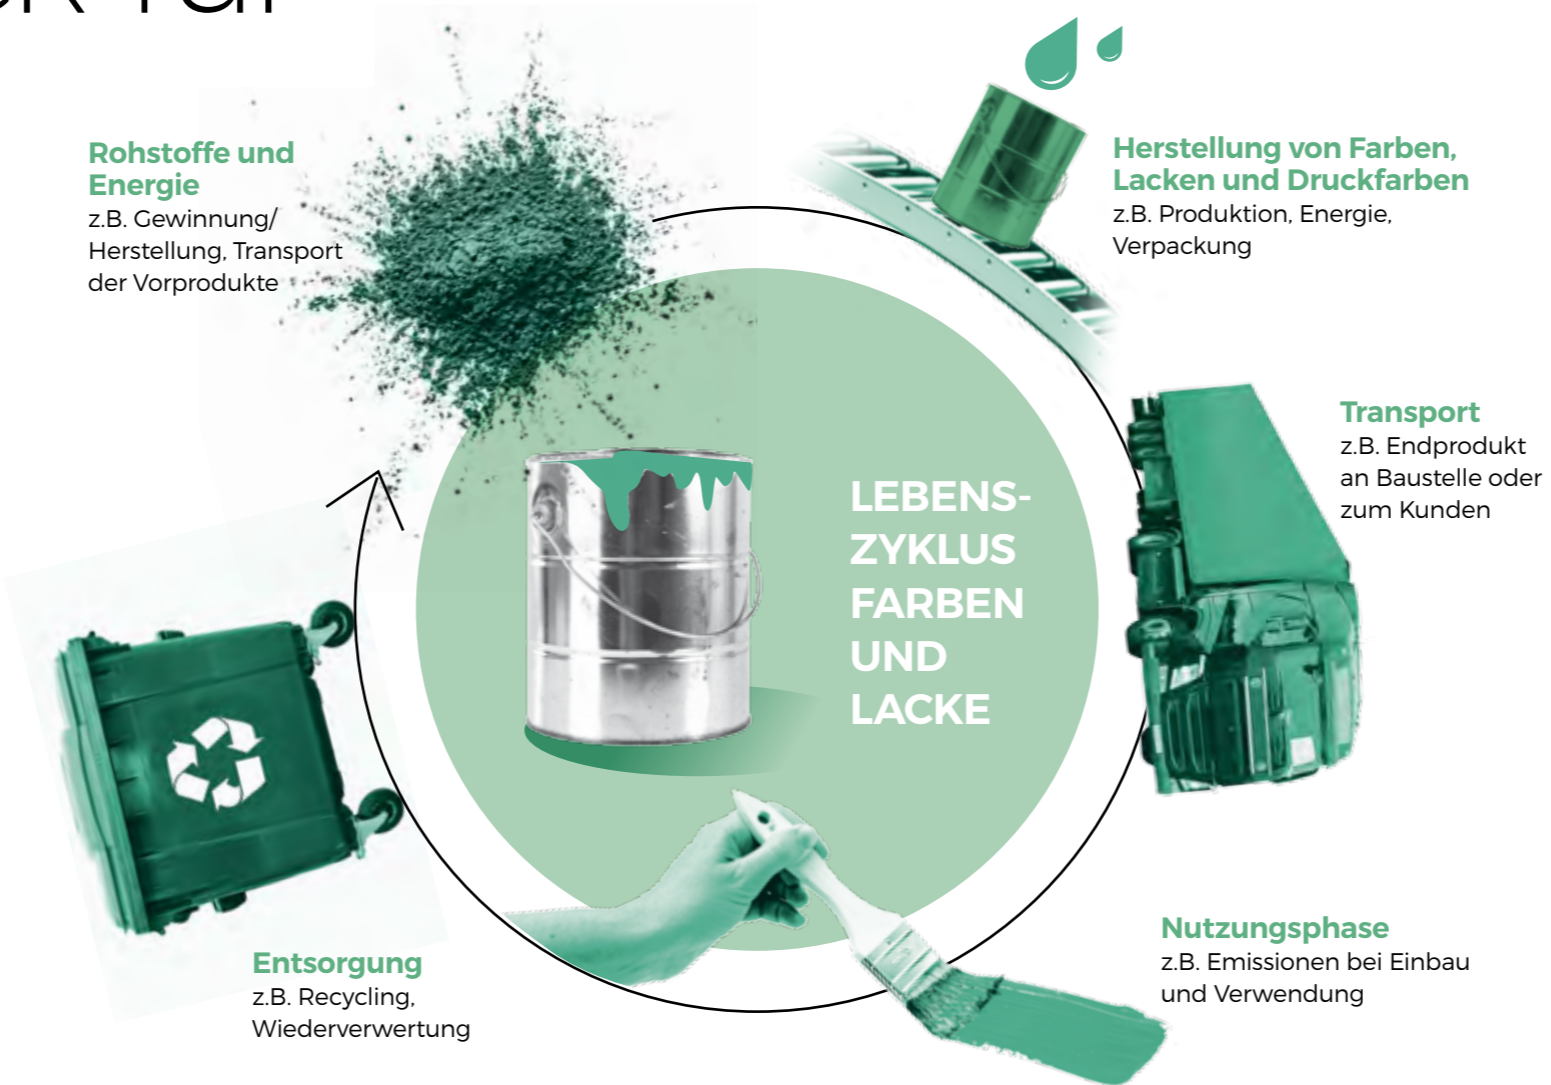 Rohstoffe und
Energie
z.B. Gewinnung/
Herstellung, Transport
der Vorprodukte
Herstellung von Farben,
Lacken und Druckfarben
z.B. Produktion, Energie,
Verpackung
Transport
z.B. Endprodukt
an Baustelle oder
zum Kunden
LEBENS-
ZYKLUS
FARBEN
UND
LACKE
Nutzungsphase
z.B. Emissionen bei Einbau
und Verwendung
Entsorgung
z.B. Recycling,
Wiederverwertung